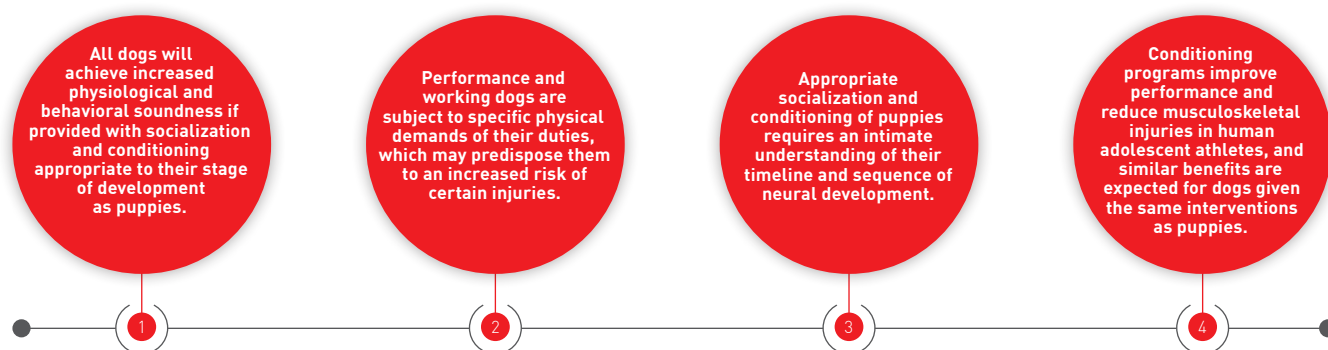 All dogs will
achieve increased
physiological and
behavioral soundness if
provided with socialization
and conditioning
appropriate to their stage
of development
as puppies.
Performance and
working dogs are
subject to specific physical
demands of their duties,
which may predispose them
to an increased risk of
certain injuries.
Appropriate
socialization and
conditioning of puppies
requires an intimate
understanding of their
timeline and sequence of
neural development.
Conditioning
programs improve
performance and
reduce musculoskeletal
injuries in human
adolescent athletes, and
similar benefits are
expected for dogs given
the same interventions
as puppies.
1
2
3
4